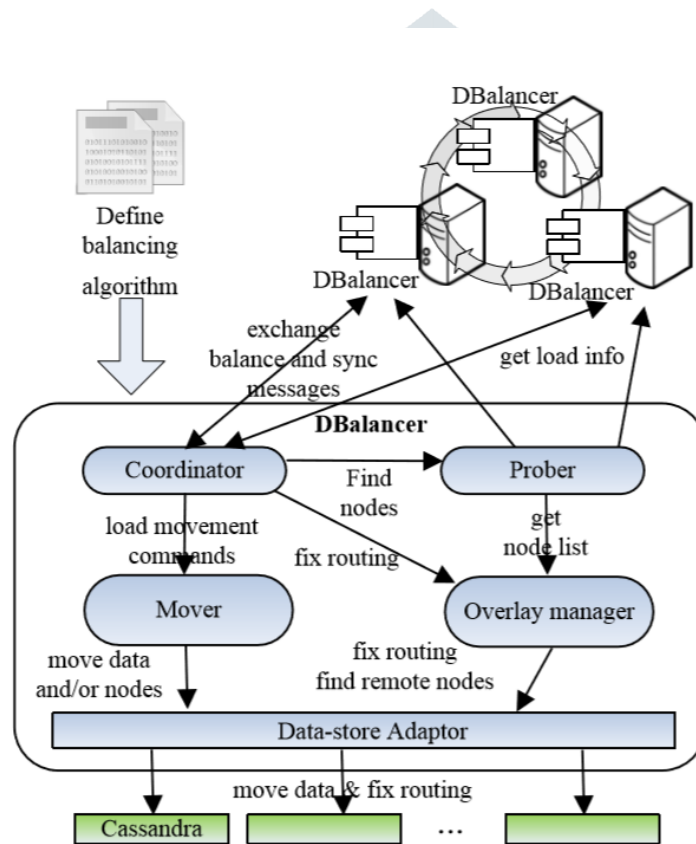 DBalancer
Define
balancing
algorithm
DBalancer
DBalancer
exchange
balance and sync
messages
get load info
DBalancer
Coordinator
Prober
Find
nodes
load movement
commands
get
node list
fix routing
Mover
Overlay manager
move data
and/or nodes
fix routing
find remote nodes
Data-store Adaptor
move data & fix routing
Cassandra
...